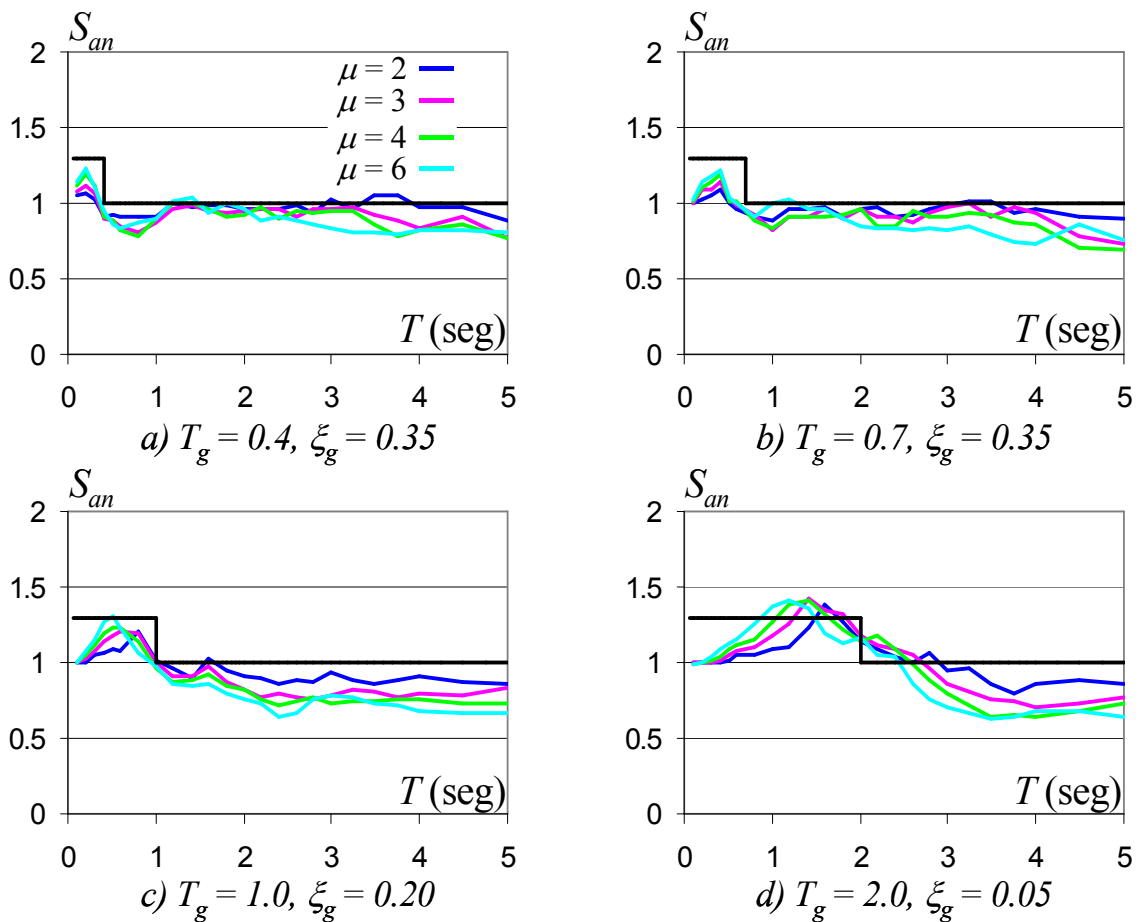 S_an
2
1.5
1
0.5
0
μ = 2
μ = 3
μ = 4
μ = 6
T (seg)
0 1 2 3 4 5
a) T_g = 0.4, ξ_g = 0.35
S_an
2
1.5
1
0.5
0
T (seg)
0 1 2 3 4 5
b) T_g = 0.7, ξ_g = 0.35
S_an
2
1.5
1
0.5
0
T (seg)
0 1 2 3 4 5
c) T_g = 1.0, ξ_g = 0.20
S_an
2
1.5
1
0.5
0
T (seg)
0 1 2 3 4 5
d) T_g = 2.0, ξ_g = 0.05